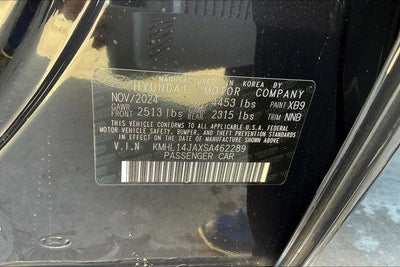 MANUFACTURED IN KOREA BY
HYUNDAI MOTOR COMPANY
NOV/2024 4453 lbs PAINT XB9
GAWR
FRONT 2513 lbs REAR 2315 lbs TRIM NNB
THIS VEHICLE CONFORMS TO ALL APPLICABLE U.S.
MOTOR VEHICLE SAFETY, BUMPER, AND THEFT
PREVENTION STANDARDS IN EFFECT ON THE DATE OF
MANUFACTURE SHOWN ABOVE.
V.I.N KMHL14JAXSA462289
PASSENGER CAR